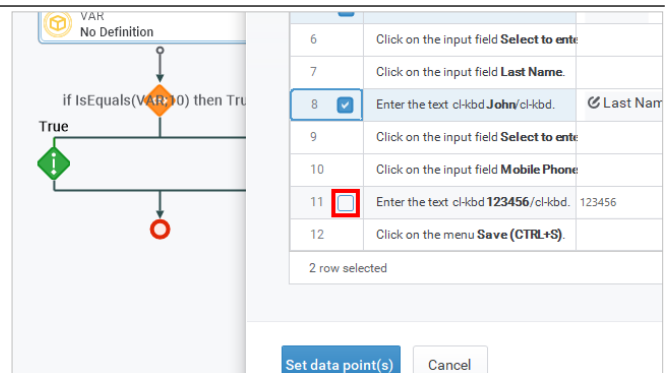 VAR
No Definition
if IsEquals(VAR;10) then Tru
True
6 Click on the input field Select to ente
7 Click on the input field Last Name.
8 Enter the text cl-kbd John/cl-kbd. Last Nam
9 Click on the input field Select to ente
10 Click on the input field Mobile Phone
11 Enter the text cl-kbd 123456/cl-kbd. 123456
12 Click on the menu Save (CTRL+S).
2 row selected
Set data point(s) Cancel